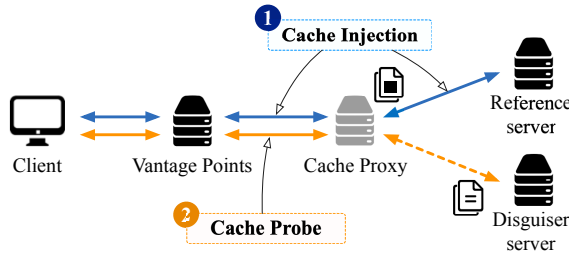 1
Cache Injection
Client
Vantage Points
Cache Proxy
Reference
server
2
Cache Probe
Disguiser
server